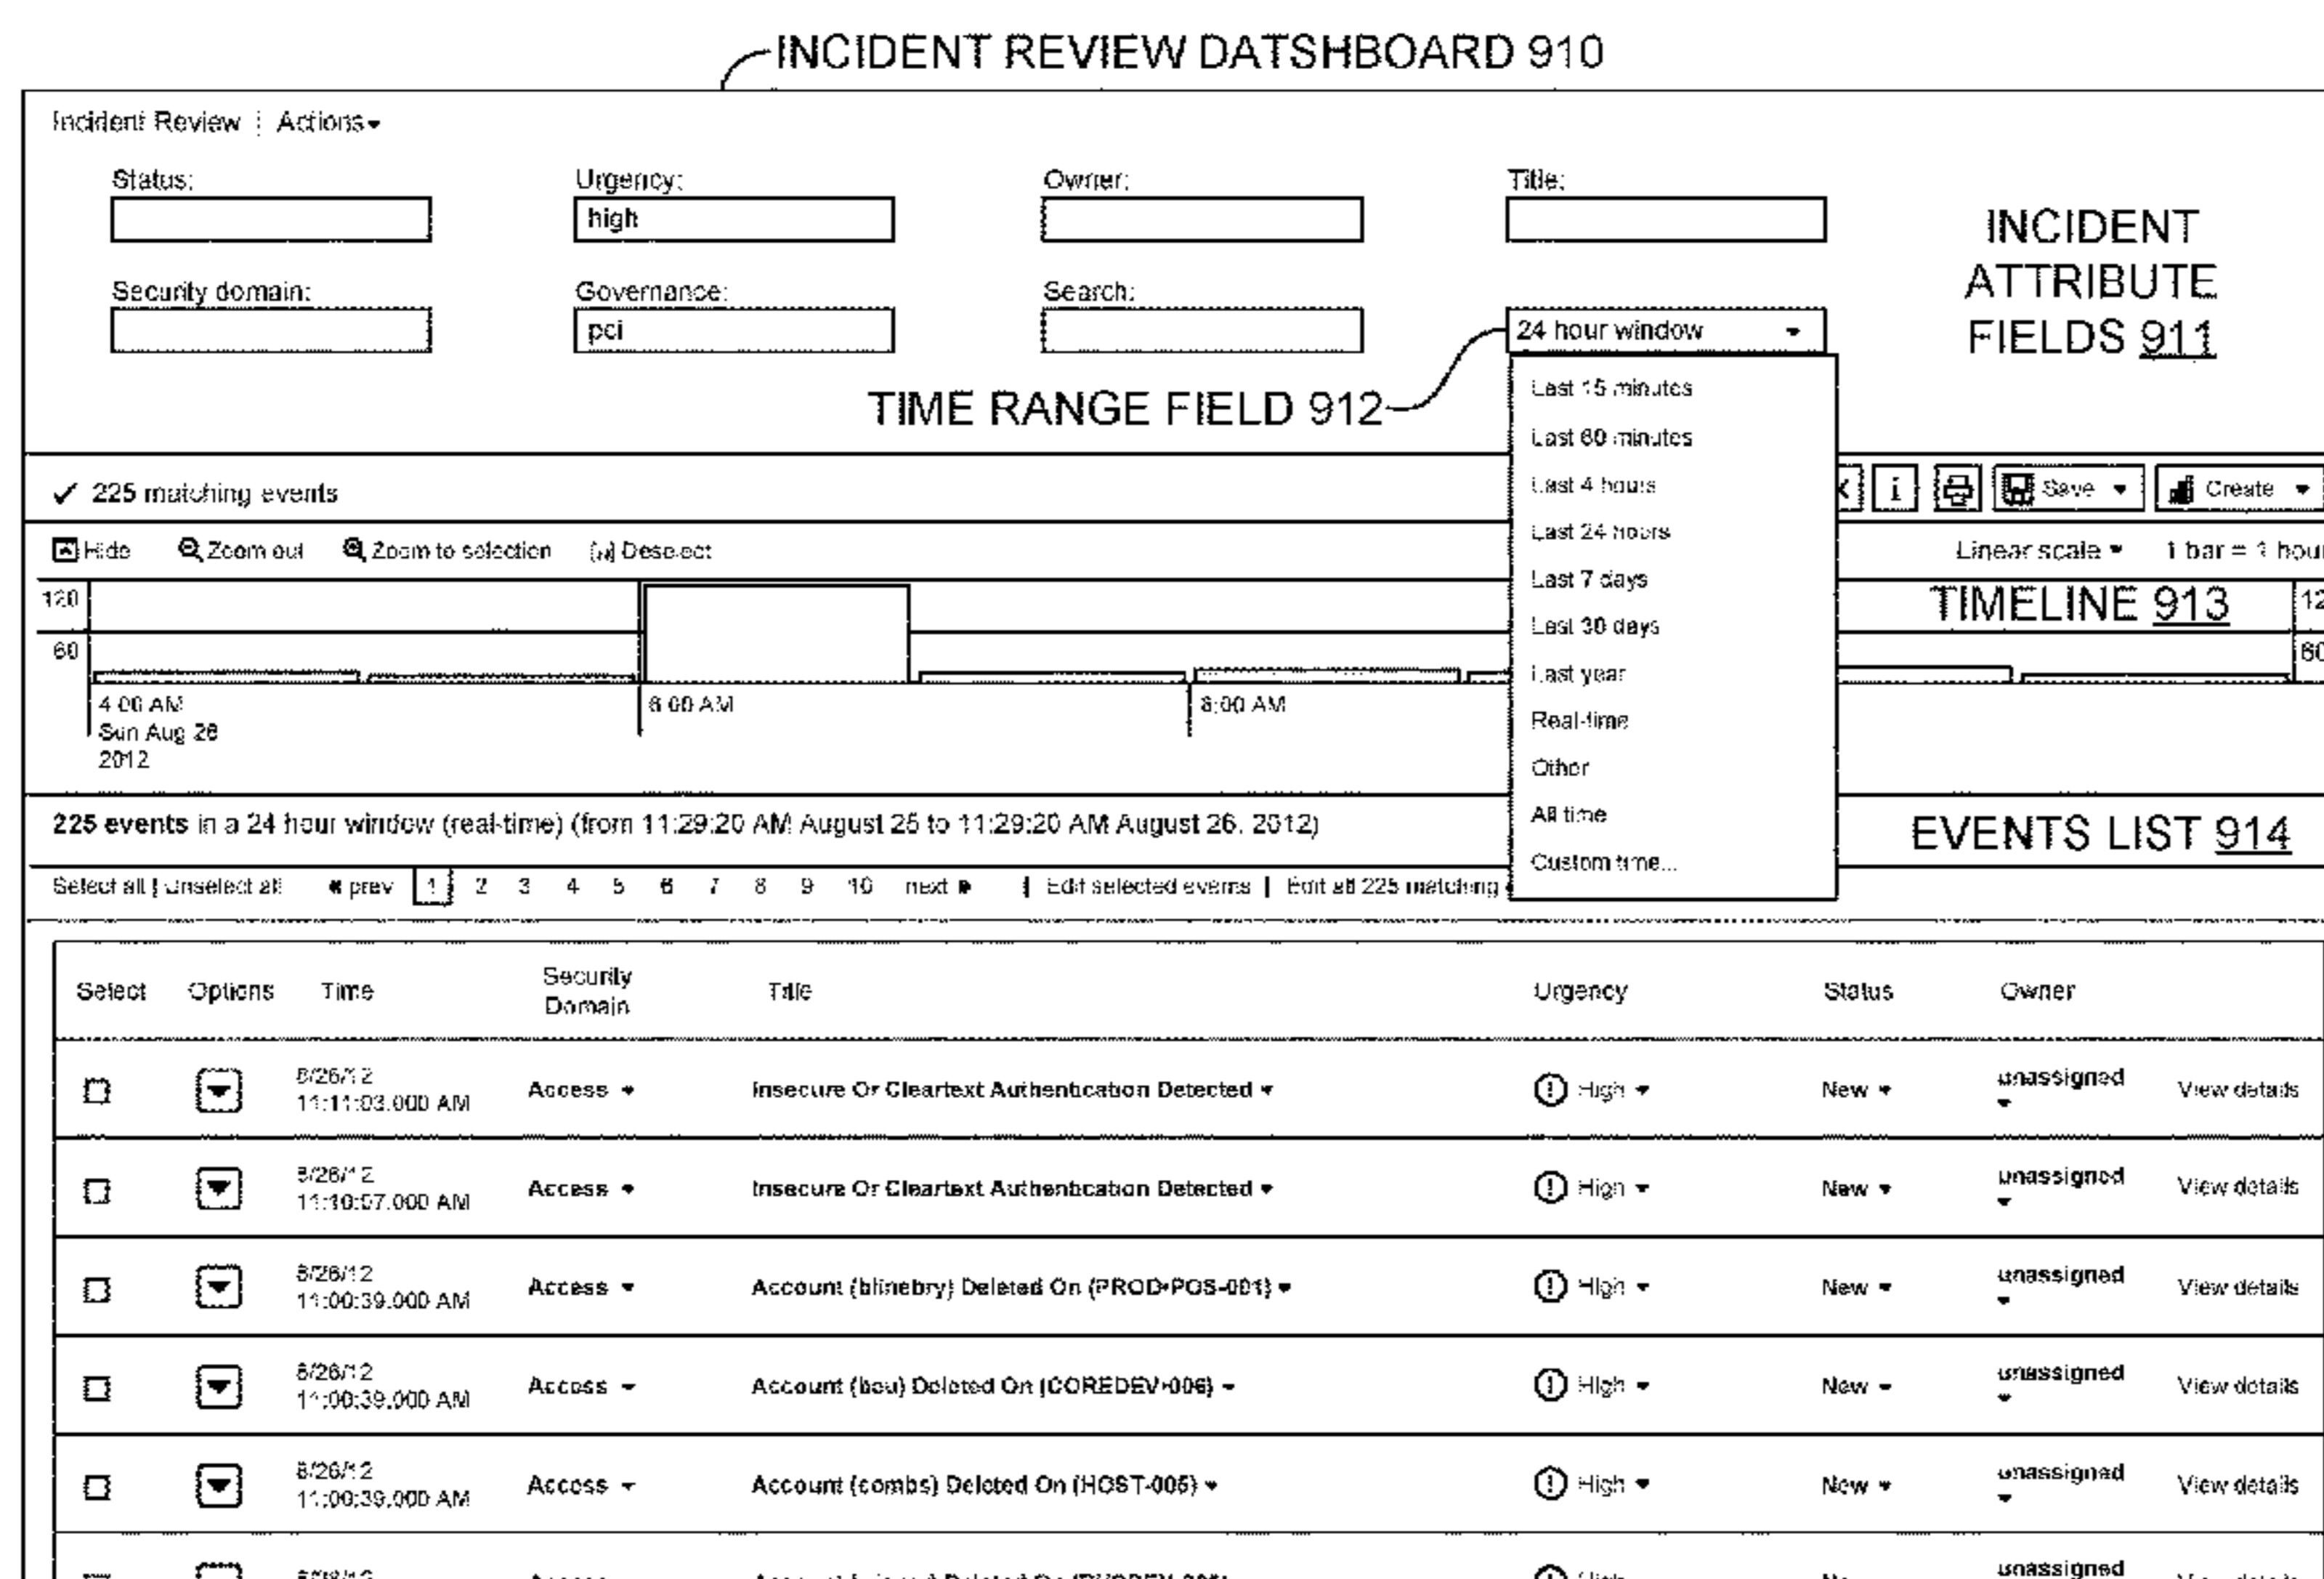 INCIDENT REVIEW DATSHBOARD 910
Incident Review | Actions
Status:
Urgency:
Owner:
Title:
high
INCIDENT
ATTRIBUTE
FIELDS 911
Security domain:
Governance:
Search:
pci
24 hour window
TIME RANGE FIELD 912
Last 15 minutes
Last 60 minutes
Last 4 hours
Last 24 hours
Last 7 days
Last 30 days
Last year
Real-time
Other
All time
Custom time...
✓ 225 matching events
i
Save
Create
Hide
Zoom out
Zoom to selection
Deselect
Linear scale
1 bar = 1 hour
120
60
TIMELINE 913
12
60
4:00 AM
Sun Aug 26
2012
6:00 AM
8:00 AM
225 events in a 24 hour window (real-time) (from 11:29:20 AM August 25 to 11:29:20 AM August 26, 2012)
EVENTS LIST 914
Select all | Unselect all « prev 1 2 3 4 5 6 7 8 9 10 next » | Edit selected events | Edit all 225 matching
Select Options Time Security Domain Title Urgency Status Owner
8/26/12 11:11:03.000 AM Access Insecure Or Cleartext Authentication Detected High New unassigned View details
8/26/12 11:10:57.000 AM Access Insecure Or Cleartext Authentication Detected High New unassigned View details
8/26/12 11:00:39.000 AM Access Account (blinebry) Deleted On (PROD-POS-001) High New unassigned View details
8/26/12 11:00:39.000 AM Access Account (beu) Deleted On (COREDEV-006) High New unassigned View details
8/26/12 11:00:39.000 AM Access Account (combs) Deleted On (HOST-005) High New unassigned View details
unassigned